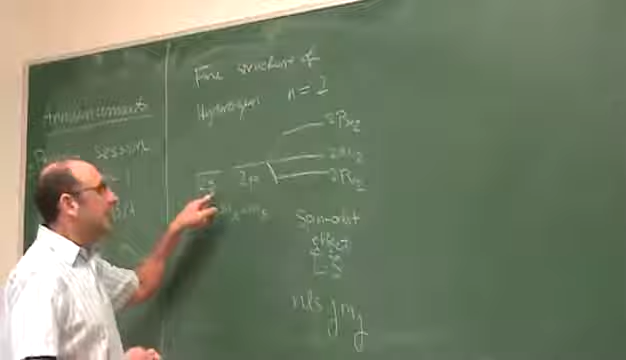 Announcements
session
Fine structure of
Hydrogen n=2
2P3/2
2S1/2
2P1/2
2s 2p
Spin-orbit
effect
L·S
nls j mj